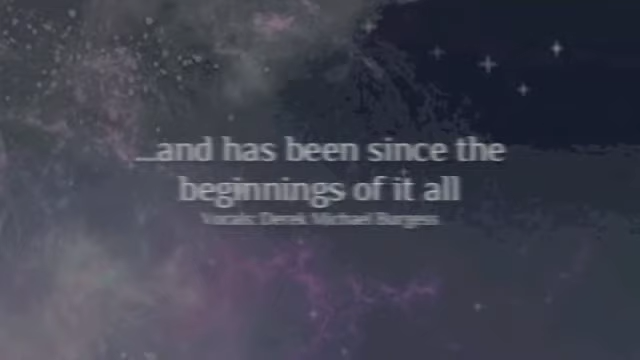 ...and has been since the
beginnings of it all
Vocals: Derek Michael Burgess